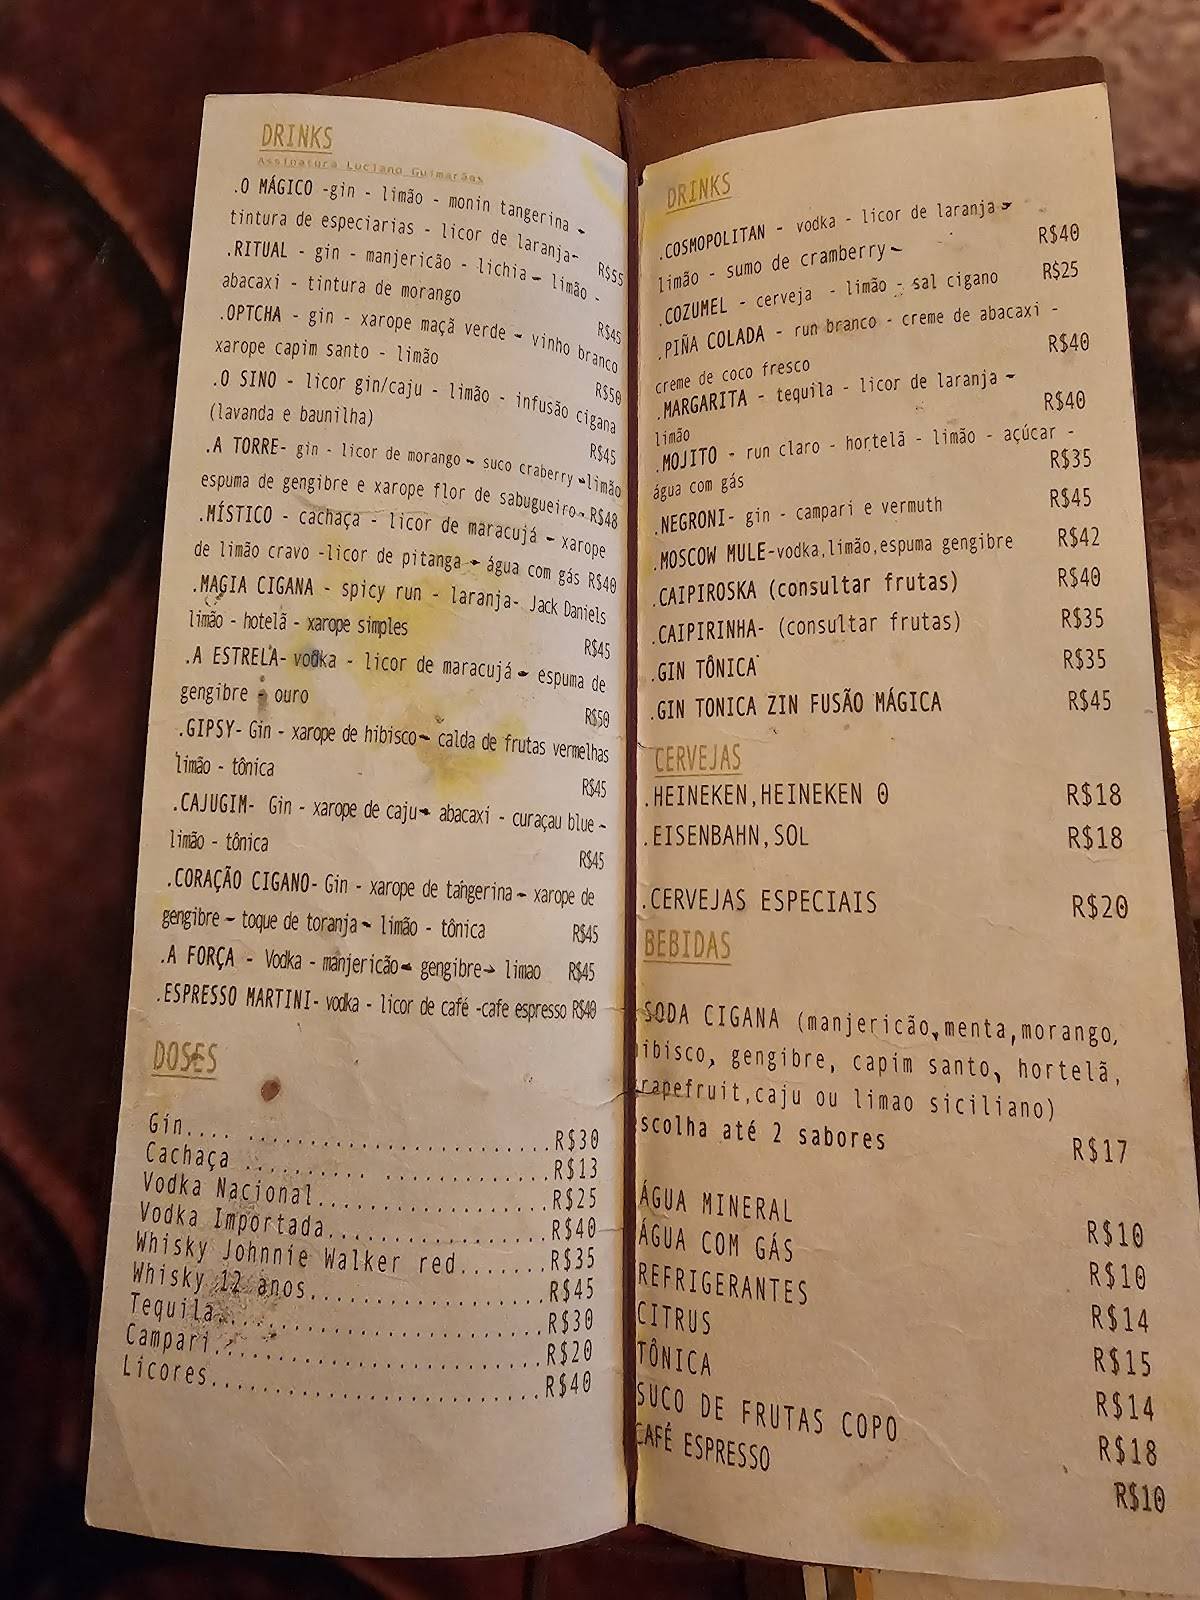 DRINKS
Assinatura Luciano Guimarães
.O MÁGICO -gin - limão - monin tangerina -
tintura de especiarias - licor de laranja- R$55
.RITUAL - gin - manjericão - lichia - limão -
abacaxi - tintura de morango R$45
.OPTCHA - gin - xarope maçã verde - vinho branco
xarope capim santo - limão R$50
.O SINO - licor gin/caju - limão - infusão cigana
(lavanda e baunilha) R$45
.A TORRE- gin - licor de morango - suco craberry -limão
espuma de gengibre e xarope flor de sabugueiro- R$48
.MÍSTICO - cachaça - licor de maracujá - xarope
de limão cravo -licor de pitanga - água com gás R$40
.MAGIA CIGANA - spicy run - laranja- Jack Daniels
limão - hotelã - xarope simples R$45
.A ESTRELA- vodka - licor de maracujá - espuma de
gengibre - ouro R$50
.GIPSY- Gin - xarope de hibisco- calda de frutas vermelhas
limão - tônica R$45
.CAJUGIM- Gin - xarope de caju- abacaxi - curaçau blue -
limão - tônica R$45
.CORAÇÃO CIGANO- Gin - xarope de tangerina - xarope de
gengibre - toque de toranja- limão - tônica R$45
.A FORÇA - Vodka - manjericão- gengibre- limao R$45
.ESPRESSO MARTINI- vodka - licor de café -cafe espresso R$40
DOSES
Gin.... ..............................R$30
Cachaça .......... .............R$13
Vodka Nacional...................R$25
Vodka Importada..................R$40
Whisky Johnnie Walker red.......R$35
Whisky 12 anos...................R$45
Tequila..........................R$30
Campari..........................R$20
Licores..........................R$40
DRINKS
.COSMOPOLITAN - vodka - licor de laranja-
limão - sumo de cramberry- R$40
.COZUMEL - cerveja - limão - sal cigano R$25
.PIÑA COLADA - run branco - creme de abacaxi -
creme de coco fresco R$40
.MARGARITA - tequila - licor de laranja -
limão R$40
.MOJITO - run claro - hortelã - limão - açúcar -
água com gás R$35
.NEGRONI- gin - campari e vermuth R$45
.MOSCOW MULE-vodka,limão,espuma gengibre R$42
.CAIPIROSKA (consultar frutas) R$40
.CAIPIRINHA- (consultar frutas) R$35
.GIN TÔNICA R$35
.GIN TONICA ZIN FUSÃO MÁGICA R$45
CERVEJAS
.HEINEKEN,HEINEKEN 0 R$18
.EISENBAHN,SOL R$18
.CERVEJAS ESPECIAIS R$20
BEBIDAS
SODA CIGANA (manjericão,menta,morango,
ibisco, gengibre, capim santo, hortelã,
rapefruit,caju ou limao siciliano)
scolha até 2 sabores R$17
ÁGUA MINERAL R$10
ÁGUA COM GÁS R$10
REFRIGERANTES R$14
CITRUS R$15
TÔNICA R$14
SUCO DE FRUTAS COPO R$18
CAFÉ ESPRESSO R$10